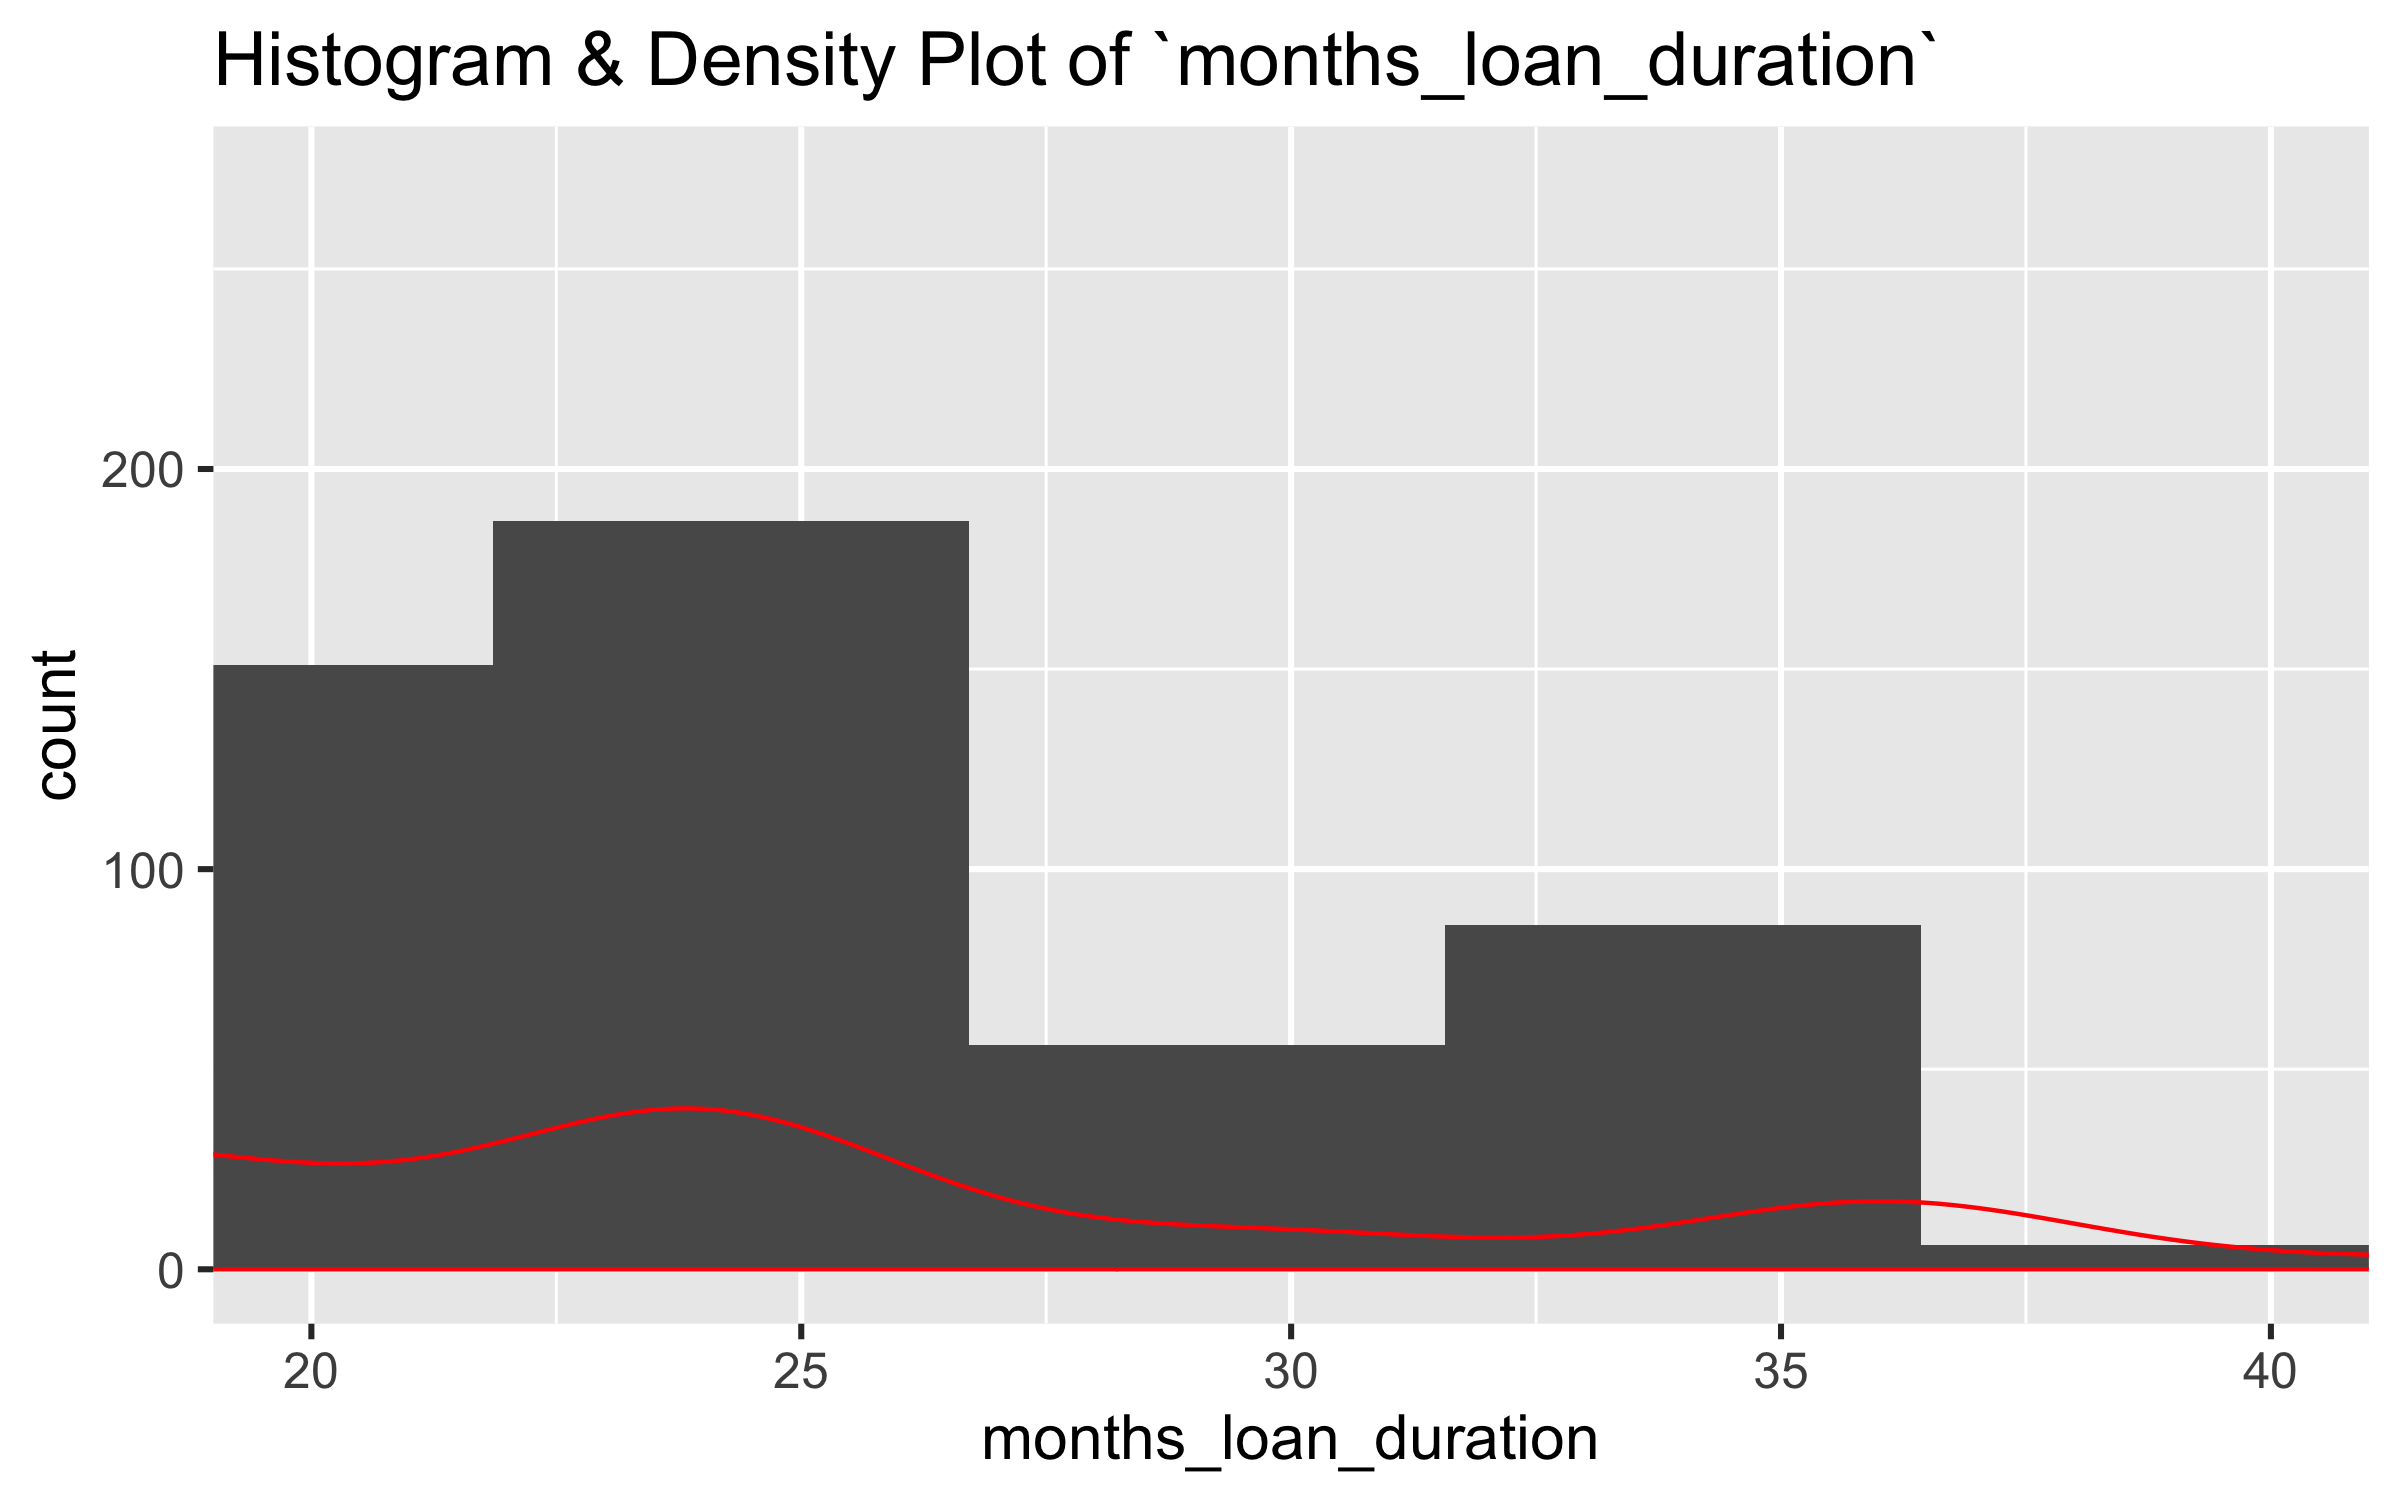 Histogram & Density Plot of `months_loan_duration`
count
200
100
0
20 25 30 35 40
months_loan_duration